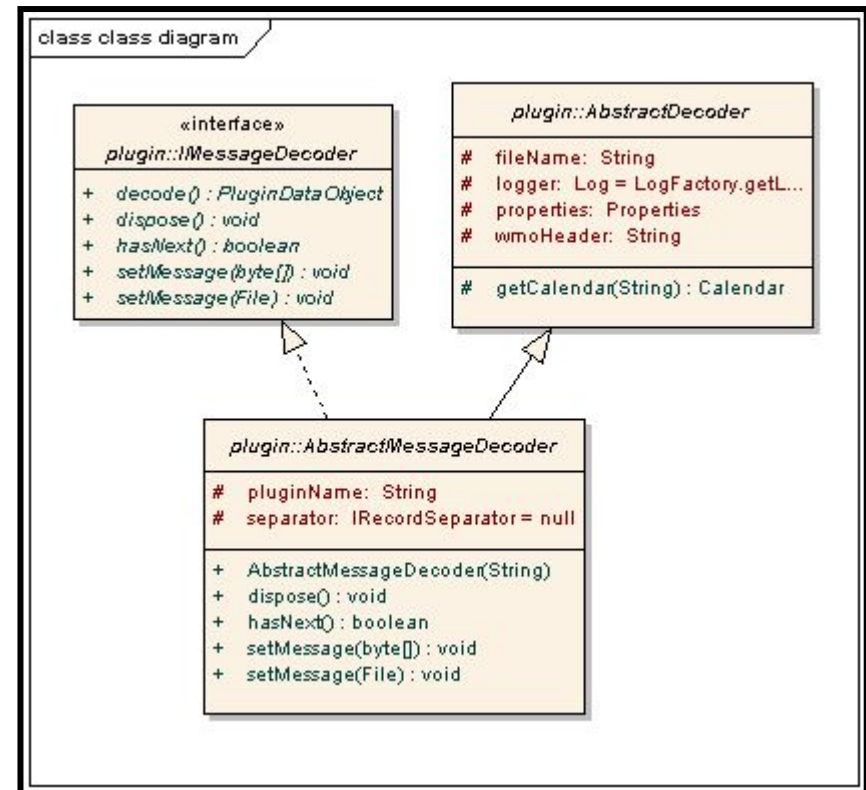 class class diagram
«interface»
plugin::IMessageDecoder
+ decode() : PluginDataObject
+ dispose() : void
+ hasNext() : boolean
+ setMessage(byte[]) : void
+ setMessage(File) : void
plugin::AbstractDecoder
# fileName: String
# logger: Log = LogFactory.getL...
# properties: Properties
# wmoHeader: String
# getCalendar(String) : Calendar
plugin::AbstractMessageDecoder
# pluginName: String
# separator: IRecordSeparator = null
+ AbstractMessageDecoder(String)
+ dispose() : void
+ hasNext() : boolean
+ setMessage(byte[]) : void
+ setMessage(File) : void